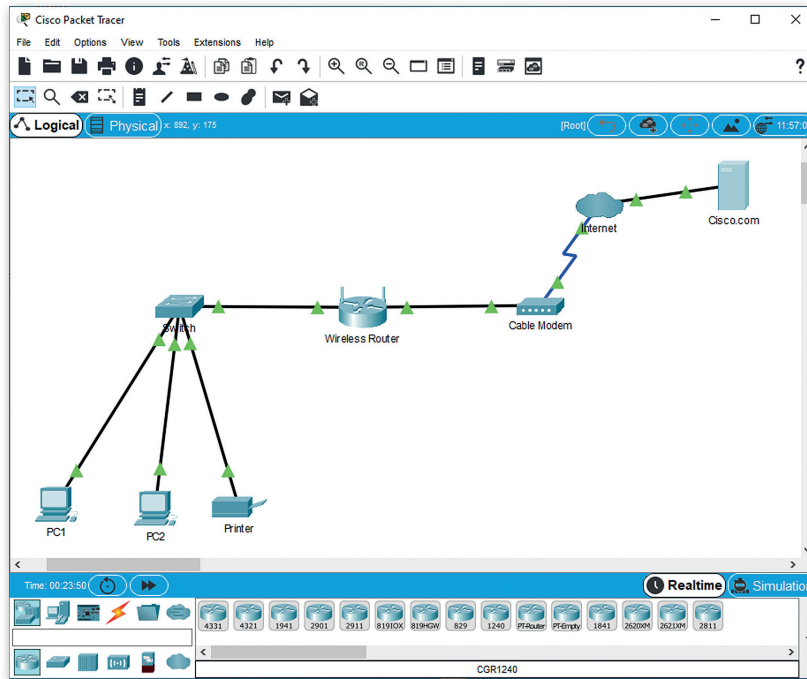 Cisco Packet Tracer
File Edit Options View Tools Extensions Help
Logical Physical x: 892, y: 175 [Root] 11:57:0
Cisco.com
Internet
Switch
Wireless Router
Cable Modem
PC1
PC2
Printer
Time: 00:23:50 Realtime Simulation
4331 4321 1941 2901 2911 819IOX 819HGW 829 1240 PT-Router PT-Empty 1841 2620XM 2621XM 2811
CGR1240